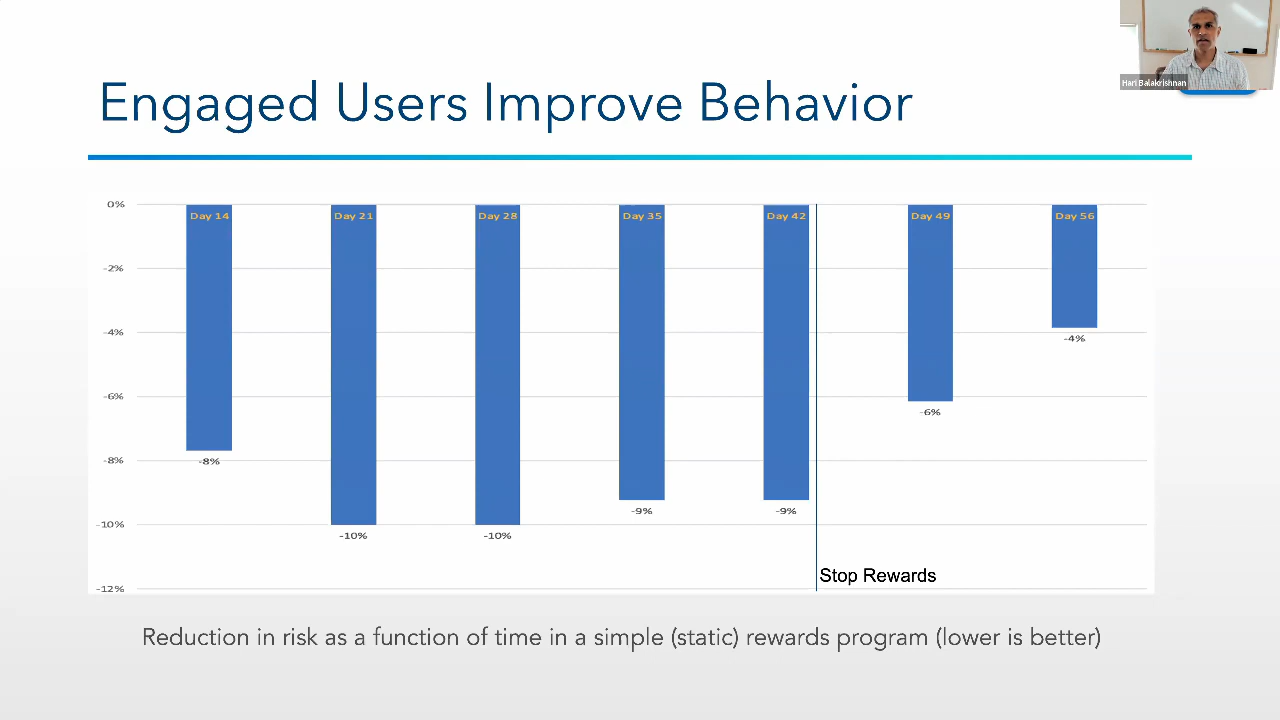 Hari Balakrishnan
Engaged Users Improve Behavior
0%
-2%
-4%
-6%
-8%
-10%
-12%
Day 14
Day 21
Day 28
Day 35
Day 42
Day 49
Day 56
-8%
-10%
-10%
-9%
-9%
-6%
-4%
Stop Rewards
Reduction in risk as a function of time in a simple (static) rewards program (lower is better)